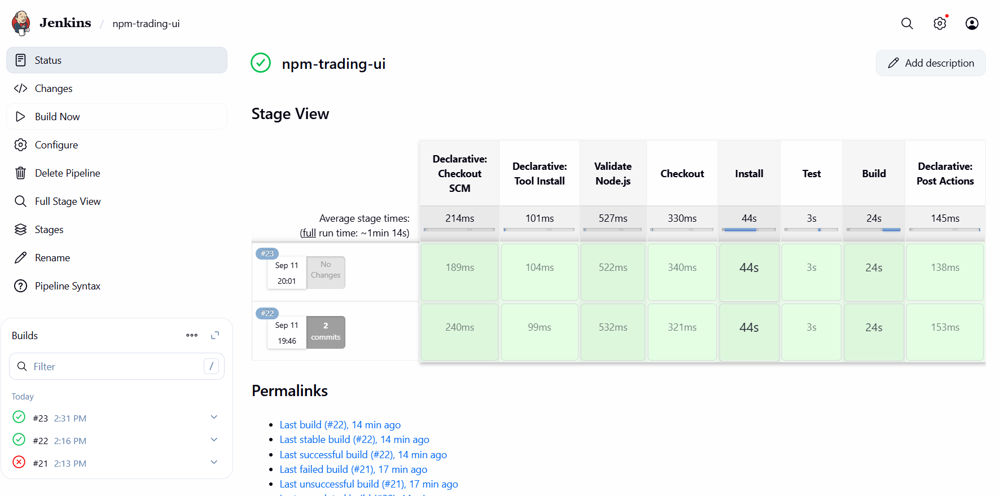 Jenkins / npm-trading-ui
Status
Changes
Build Now
Configure
Delete Pipeline
Full Stage View
Stages
Rename
Pipeline Syntax
Builds
Filter /
Today
#23 2:31 PM
#22 2:16 PM
#21 2:13 PM
npm-trading-ui
Add description
Stage View
Declarative:
Checkout
SCM
Declarative:
Tool Install
Validate
Node.js
Checkout
Install
Test
Build
Declarative:
Post Actions
Average stage times:
(full run time: ~1min 14s)
214ms 101ms 527ms 330ms 44s 3s 24s 145ms
#23
Sep 11
20:01
No
Changes
189ms 104ms 522ms 340ms 44s 3s 24s 138ms
#22
Sep 11
19:46
2
commits
240ms 99ms 532ms 321ms 44s 3s 24s 153ms
Permalinks
Last build (#22), 14 min ago
Last stable build (#22), 14 min ago
Last successful build (#22), 14 min ago
Last failed build (#21), 17 min ago
Last unsuccessful build (#21), 17 min ago